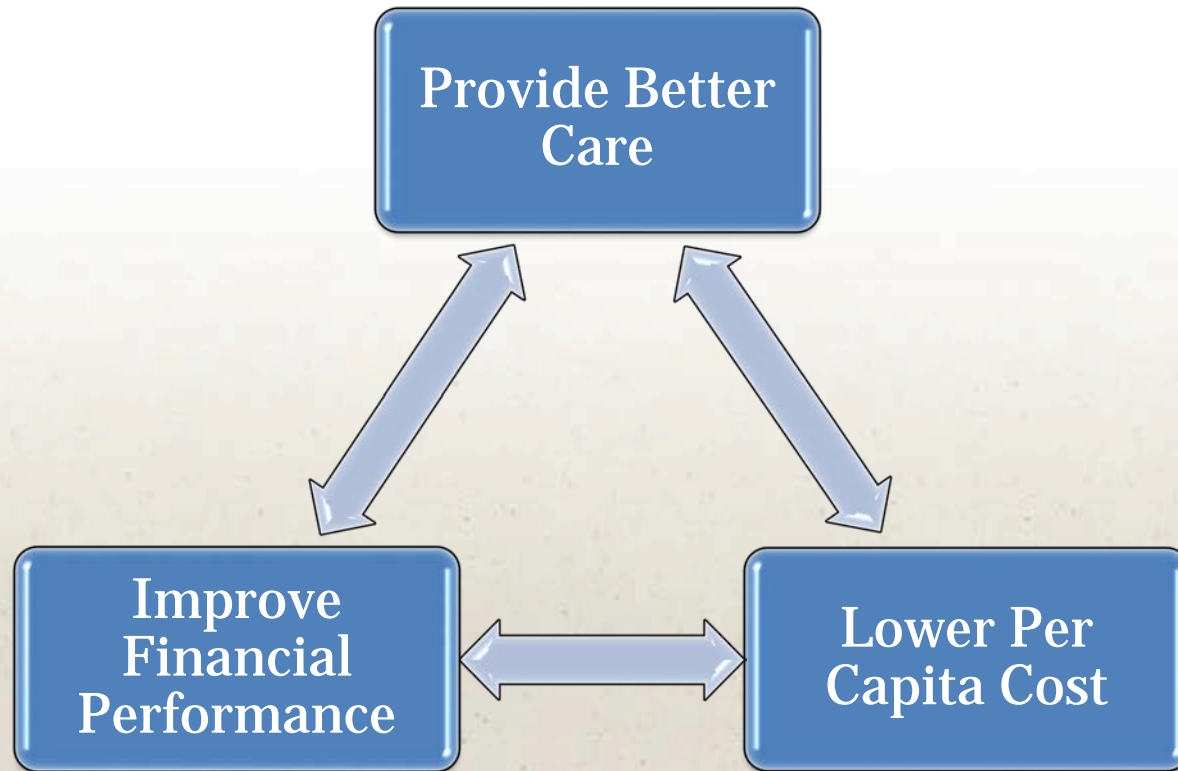 Provide Better
Care
Improve
Financial
Performance
Lower Per
Capita Cost